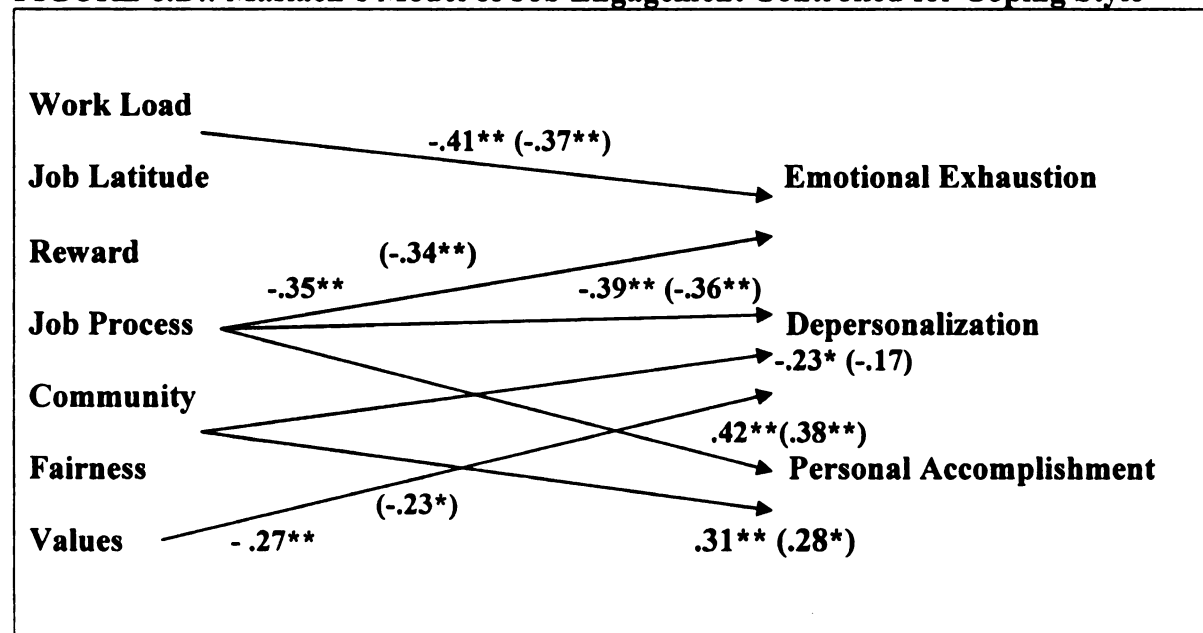 Work Load
-.41** (-.37**)
Job Latitude
Emotional Exhaustion
Reward
(-.34**)
-.35**
-.39** (-.36**)
Job Process
Depersonalization
-.23* (-.17)
Community
.42**(.38**)
Fairness
Personal Accomplishment
(-.23*)
Values
- .27**
.31** (.28*)